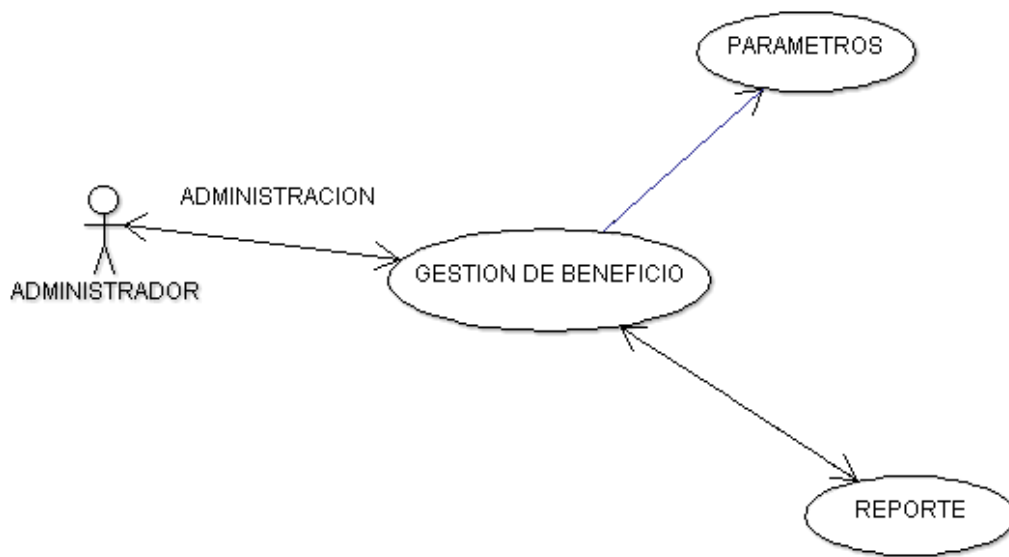 PARAMETROS
ADMINISTRACION
GESTION DE BENEFICIO
ADMINISTRADOR
REPORTE